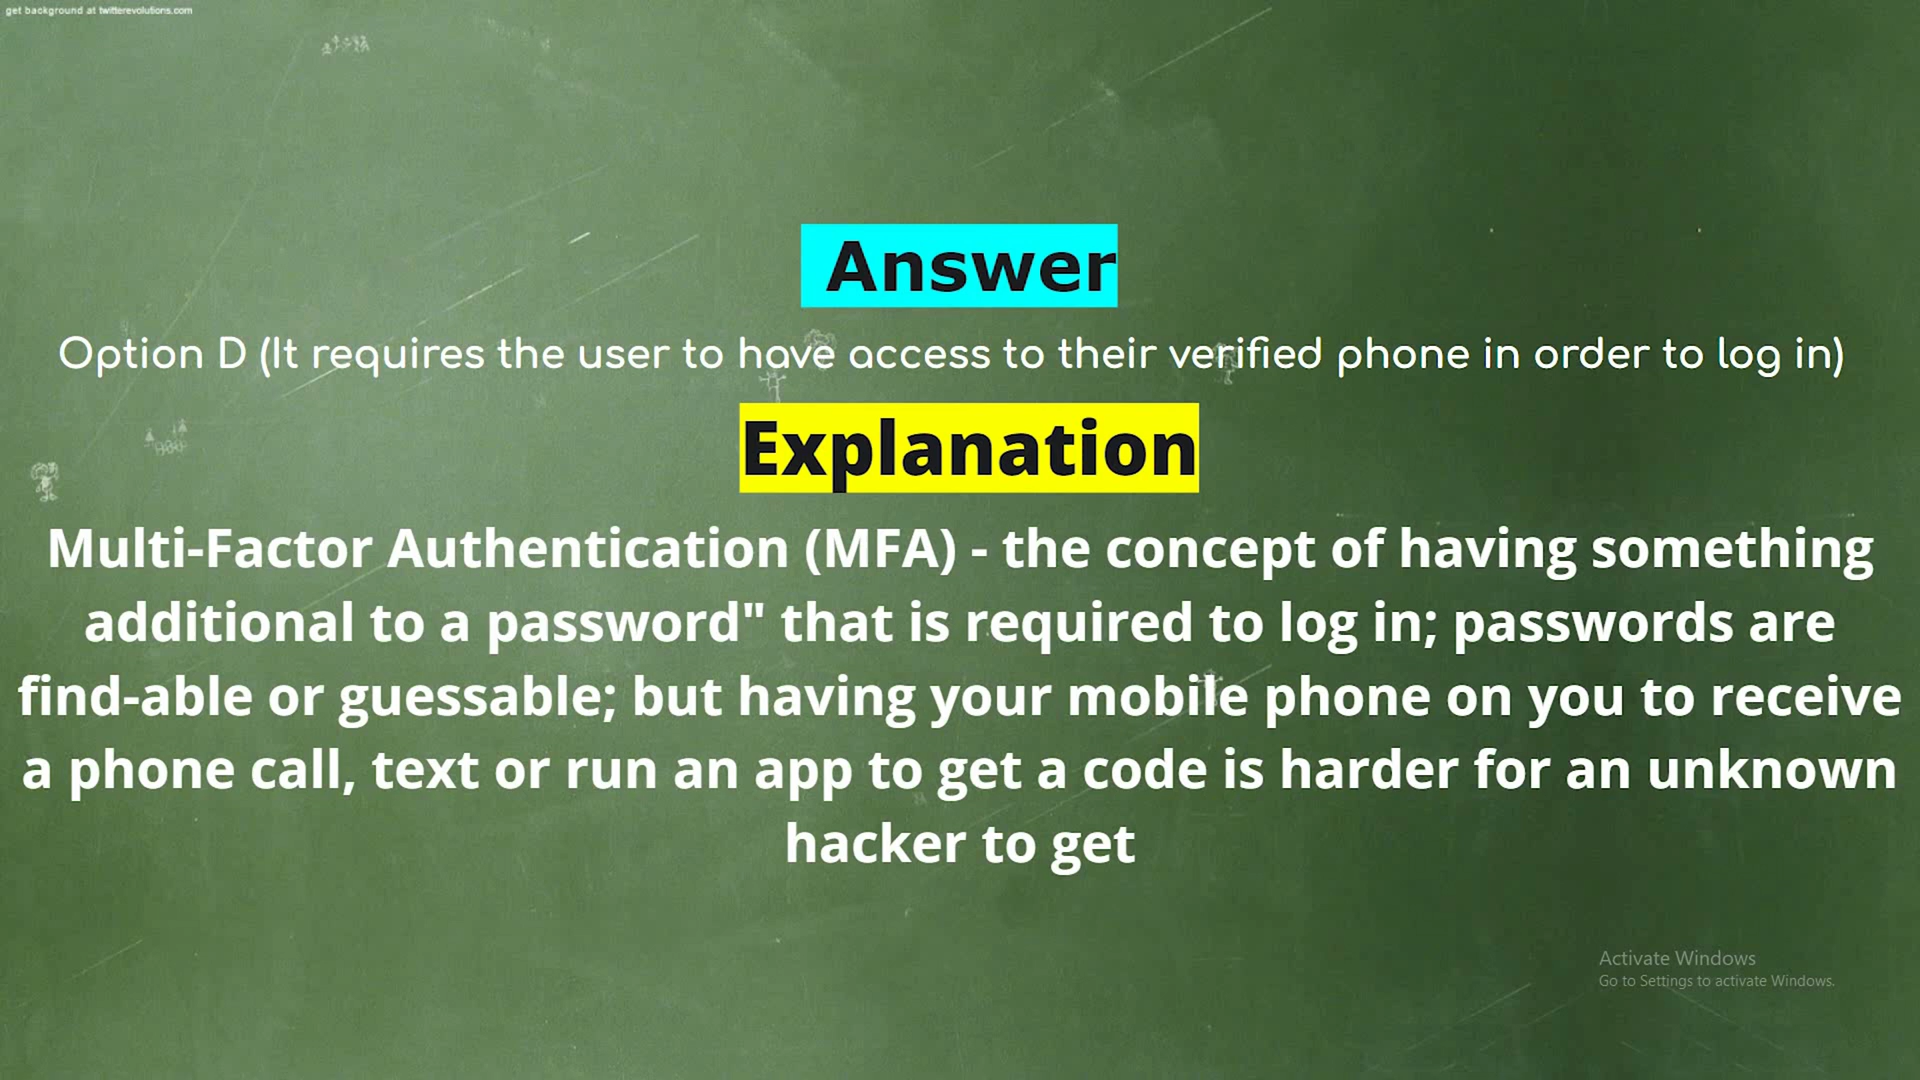 get background at twitterevolutions.com
Answer
Option D (It requires the user to have access to their verified phone in order to log in)
Explanation
Multi-Factor Authentication (MFA) - the concept of having something
additional to a password" that is required to log in; passwords are
find-able or guessable; but having your mobile phone on you to receive
a phone call, text or run an app to get a code is harder for an unknown
hacker to get
Activate Windows
Go to Settings to activate Windows.